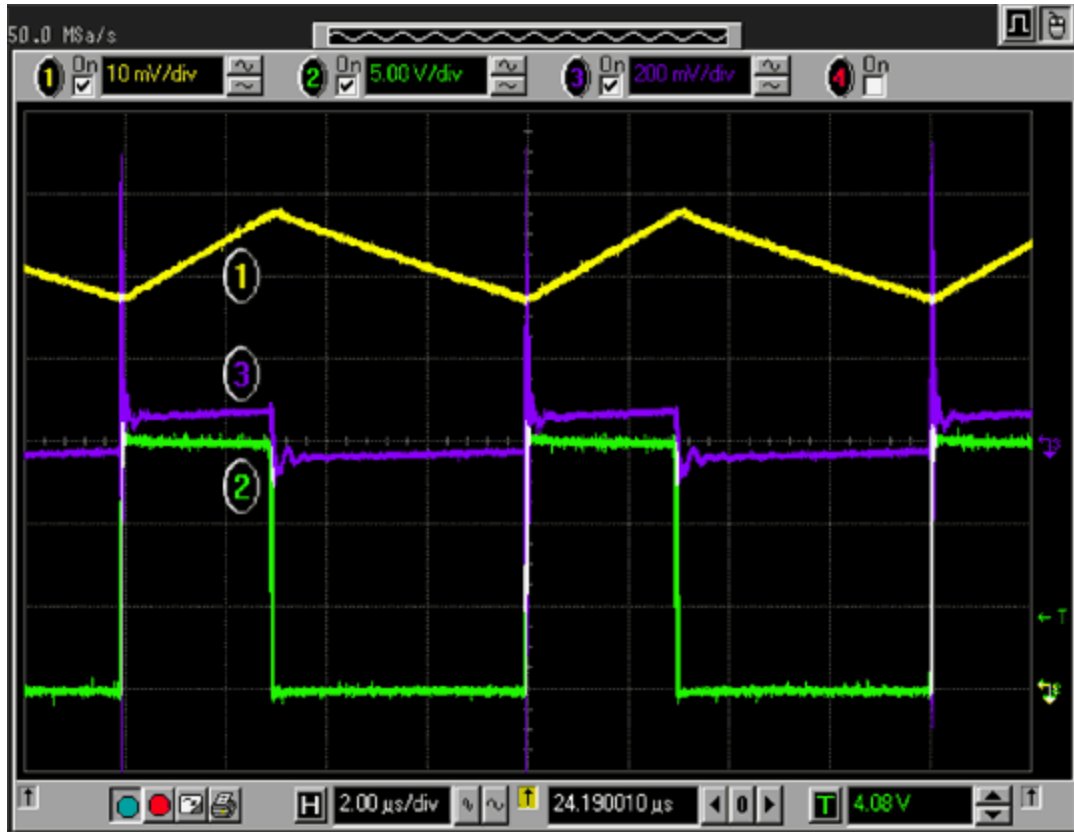 50.0 MSa/s
1 On 10 mV/div 2 On 5.00 V/div 3 On 200 mV/div 4 On
1
3
2
T
H 2.00 µs/div 24.190010 µs 0 T 4.08 V